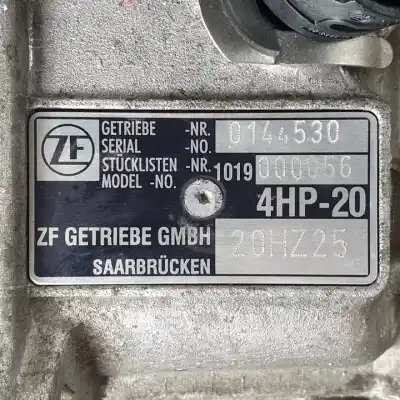 ZF
GETRIEBE -NR. 0144530
SERIAL -NO.
STÜCKLISTEN -NR. 1019 000056
MODEL -NO.
4HP-20
ZF GETRIEBE GMBH 20HZ25
SAARBRÜCKEN